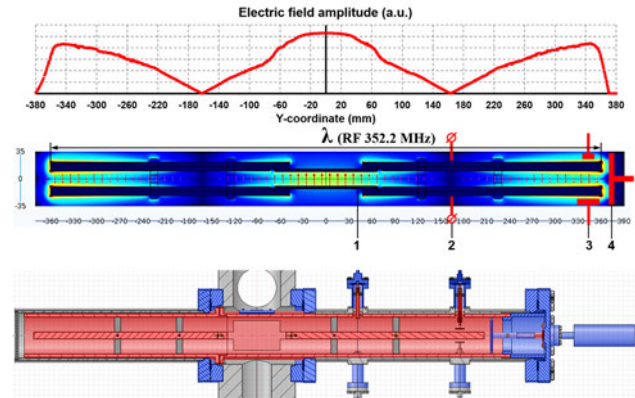 Electric field amplitude (a.u.)
-380 -340 -300 -260 -220 -180 -140 -100 -60 -20 20 60 100 140 180 220 260 300 340 380
Y-coordinate (mm)
λ (RF 352.2 MHz)
35
0
-35
-360 -330 -300 -270 -240 -210 -180 -150 -120 -90 -60 -30 0 30 60 90 120 150 180 210 240 270 300 330 360 390
1 2 3 4